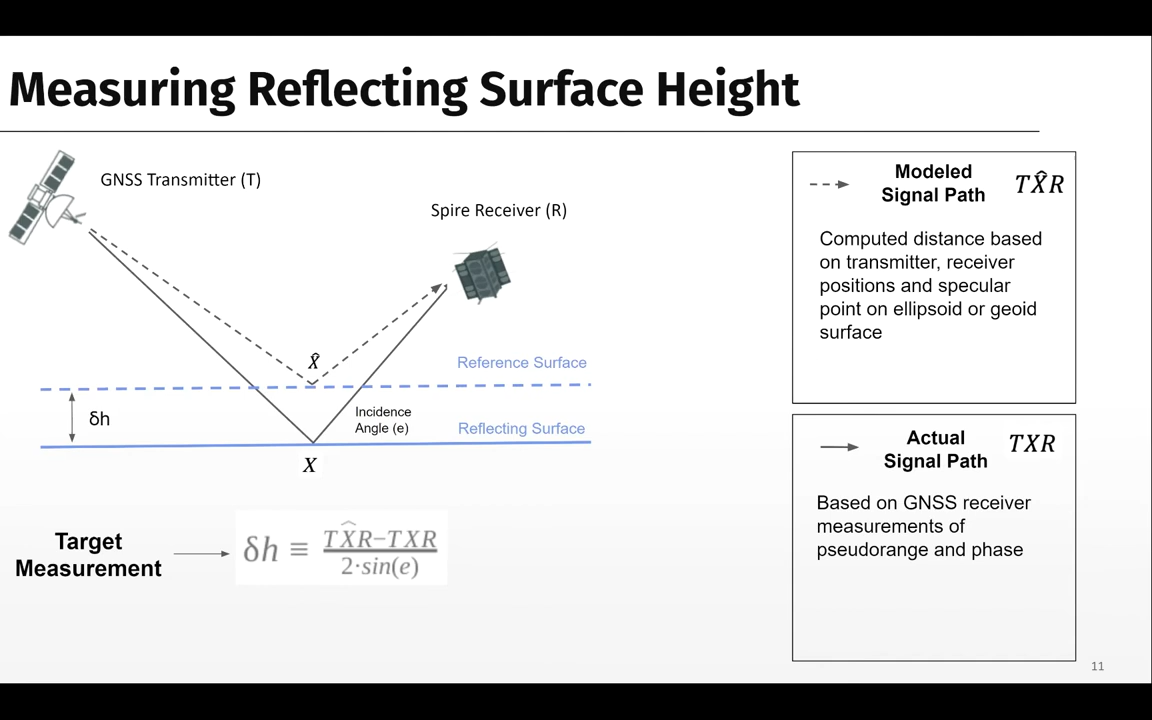 Measuring Reflecting Surface Height
GNSS Transmitter (T)
Spire Receiver (R)
X̂
Reference Surface
δh
Incidence
Angle (e)
Reflecting Surface
X
Target
Measurement
δh ≡ (TX̂R−TXR)/(2·sin(e))
Modeled
Signal Path
TX̂R
Computed distance based
on transmitter, receiver
positions and specular
point on ellipsoid or geoid
surface
Actual
Signal Path
TXR
Based on GNSS receiver
measurements of
pseudorange and phase
11